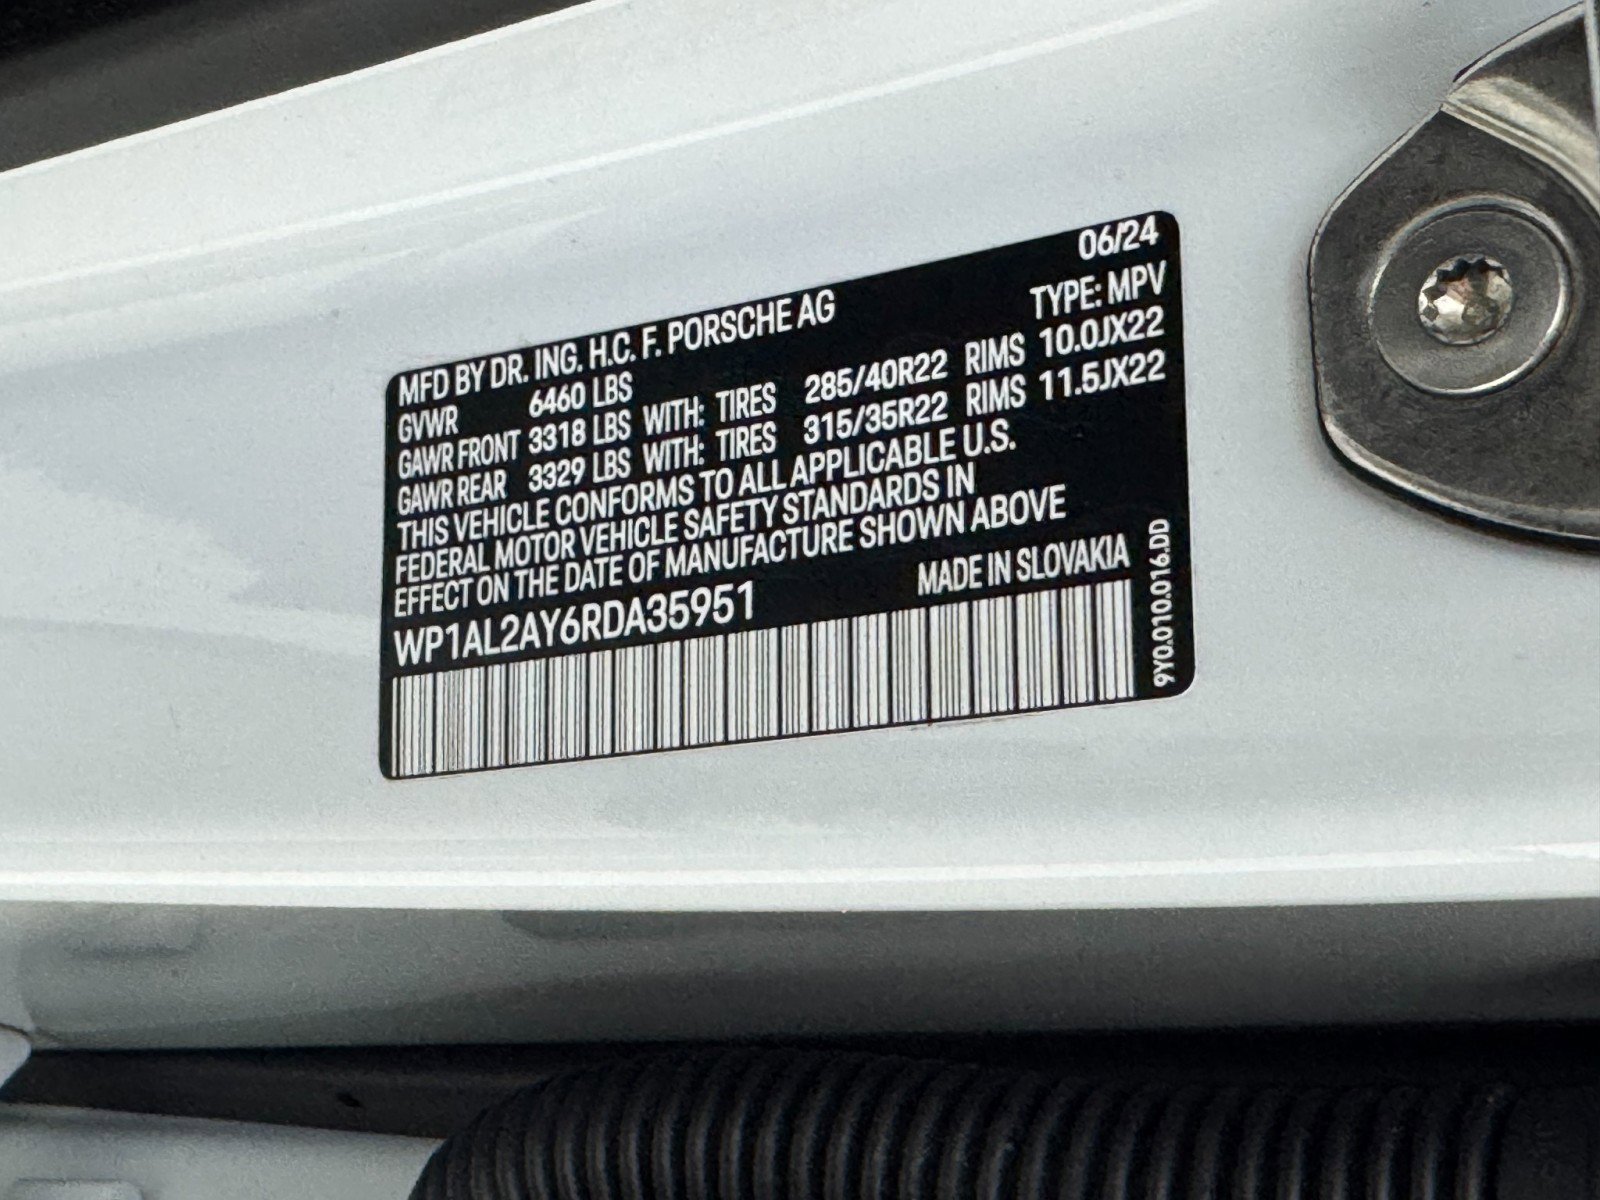 06/24
MFD BY DR. ING. H.C. F. PORSCHE AG TYPE: MPV
GVWR 6460 LBS
GAWR FRONT 3318 LBS WITH: TIRES 285/40R22 RIMS 10.0JX22
GAWR REAR 3329 LBS WITH: TIRES 315/35R22 RIMS 11.5JX22
THIS VEHICLE CONFORMS TO ALL APPLICABLE U.S.
FEDERAL MOTOR VEHICLE SAFETY STANDARDS IN
EFFECT ON THE DATE OF MANUFACTURE SHOWN ABOVE
MADE IN SLOVAKIA
WP1AL2AY6RDA35951
9Y0.010.016.DD